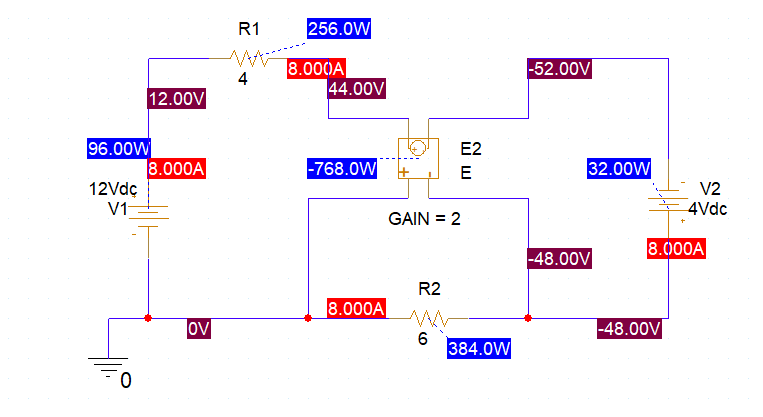 R1
256.0W
4
8.000A
44.00V
-52.00V
12.00V
96.00W
8.000A
12Vdc
V1
-
E2
E
-768.0W
+
+ -
GAIN = 2
32.00W
-
V2
4Vdc
+
8.000A
-48.00V
R2
8.000A
6
384.0W
0V
-48.00V
0